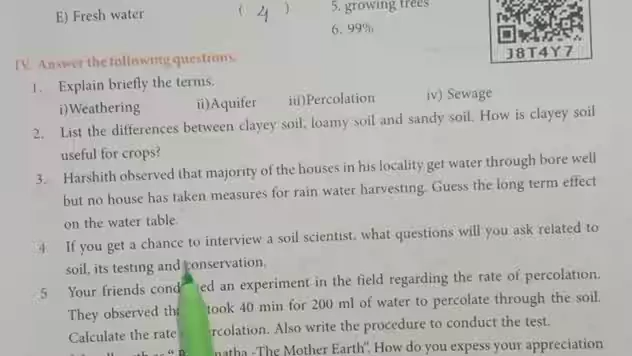 E) Fresh water ( 4 ) 5. growing trees
6. 99%
J8T4Y7
IV. Answer the following questions.
1. Explain briefly the terms.
i)Weathering ii)Aquifer iii)Percolation iv) Sewage
2. List the differences between clayey soil, loamy soil and sandy soil. How is clayey soil
useful for crops?
3. Harshith observed that majority of the houses in his locality get water through bore well
but no house has taken measures for rain water harvesting. Guess the long term effect
on the water table.
4 If you get a chance to interview a soil scientist, what questions will you ask related to
soil, its testing and conservation.
5 Your friends an experiment in the field regarding the rate of percolation.
They observed took 40 min for 200 ml of water to percolate through the soil.
Calculate the rate Also write the procedure to conduct the test.
-The Mother Earth". How do you expess your appreciation